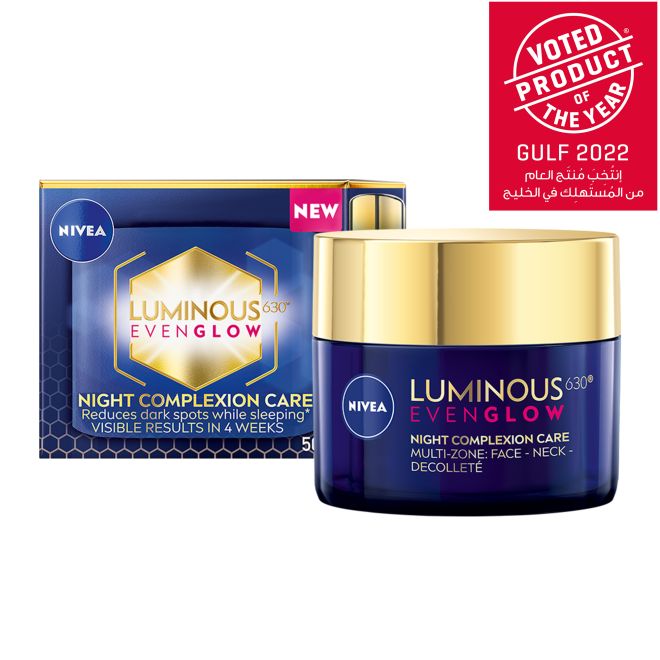 VOTED
PRODUCT
OF
THE YEAR
®
GULF 2022
إنتُخبَ مُنتَج العام
من المُستَهلِك في الخليج
NEW
NIVEA
LUMINOUS630®
EVENGLOW
NIGHT COMPLEXION CARE
Reduces dark spots while sleeping*
VISIBLE RESULTS IN 4 WEEKS
NIVEA
LUMINOUS630®
EVENGLOW
NIGHT COMPLEXION CARE
MULTI-ZONE: FACE - NECK -
DECOLLETÉ